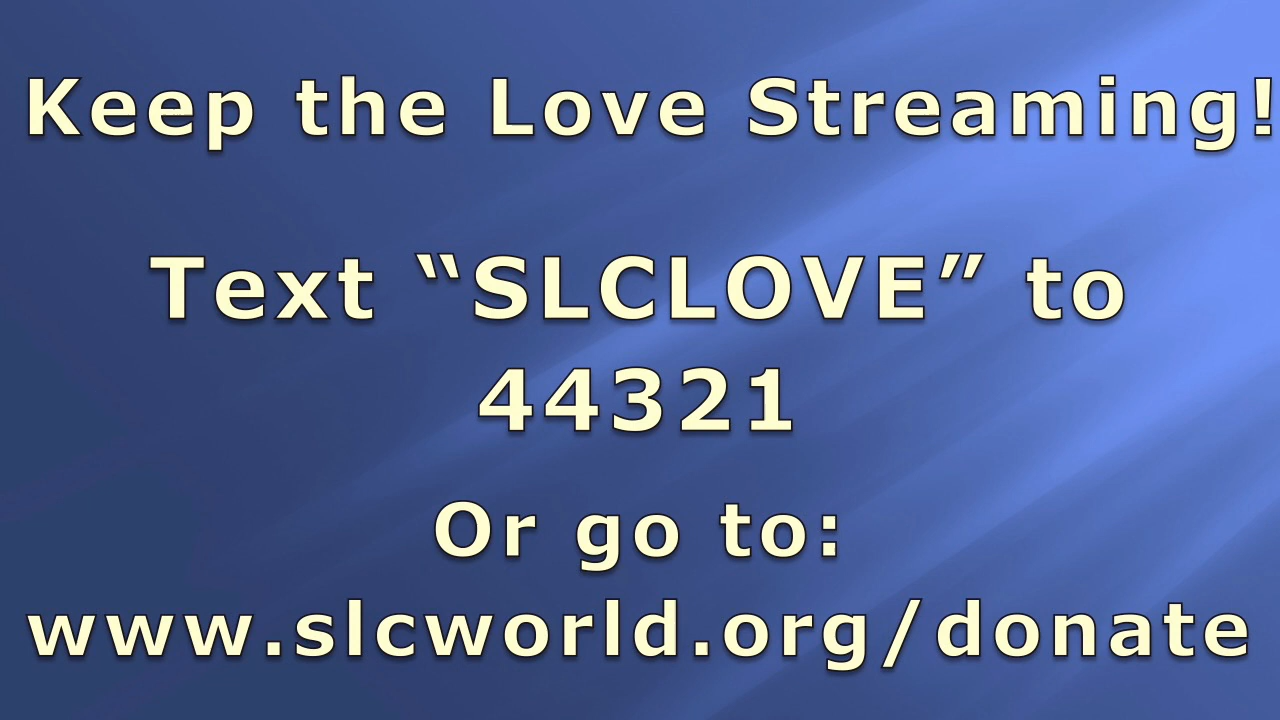 Keep the Love Streaming!
Text “SLCLOVE” to
44321
Or go to:
www.slcworld.org/donate